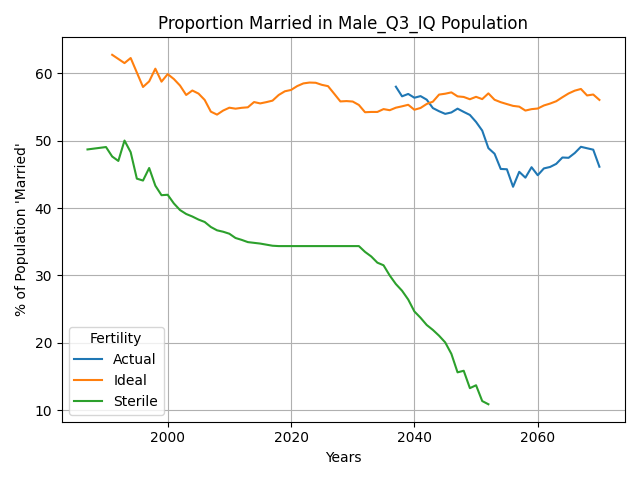 Proportion Married in Male_Q3_IQ Population
% of Population 'Married'
60
50
40
30
20
10
Fertility
Actual
Ideal
Sterile
2000
2020
2040
2060
Years